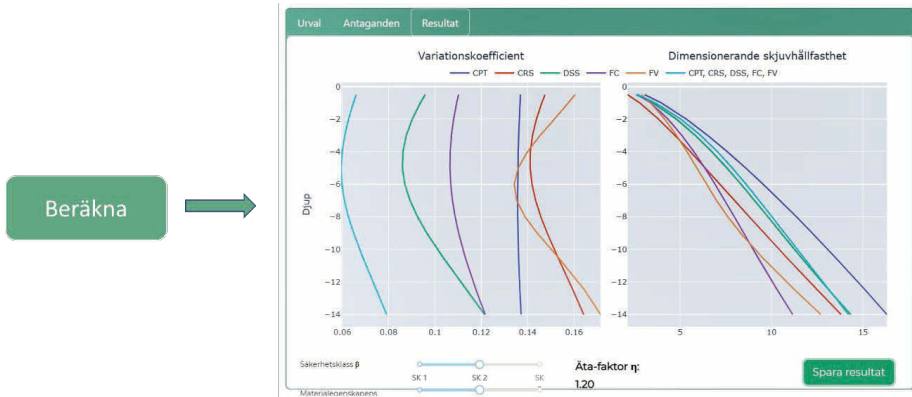 Urval Antaganden Resultat
Variationskoefficient
Dimensionerande skjuvhållfasthet
CPT CRS DSS FC FV CPT, CRS, DSS, FC, FV
0
−2
−4
−6
−8
−10
−12
−14
Djup
0.06 0.08 0.1 0.12 0.14 0.16
0
−2
−4
−6
−8
−10
−12
−14
5 10 15
Beräkna
Säkerhetsklass β
SK 1 SK 2 SK
Äta-faktor η:
1.20
Spara resultat
Materialegenskapens